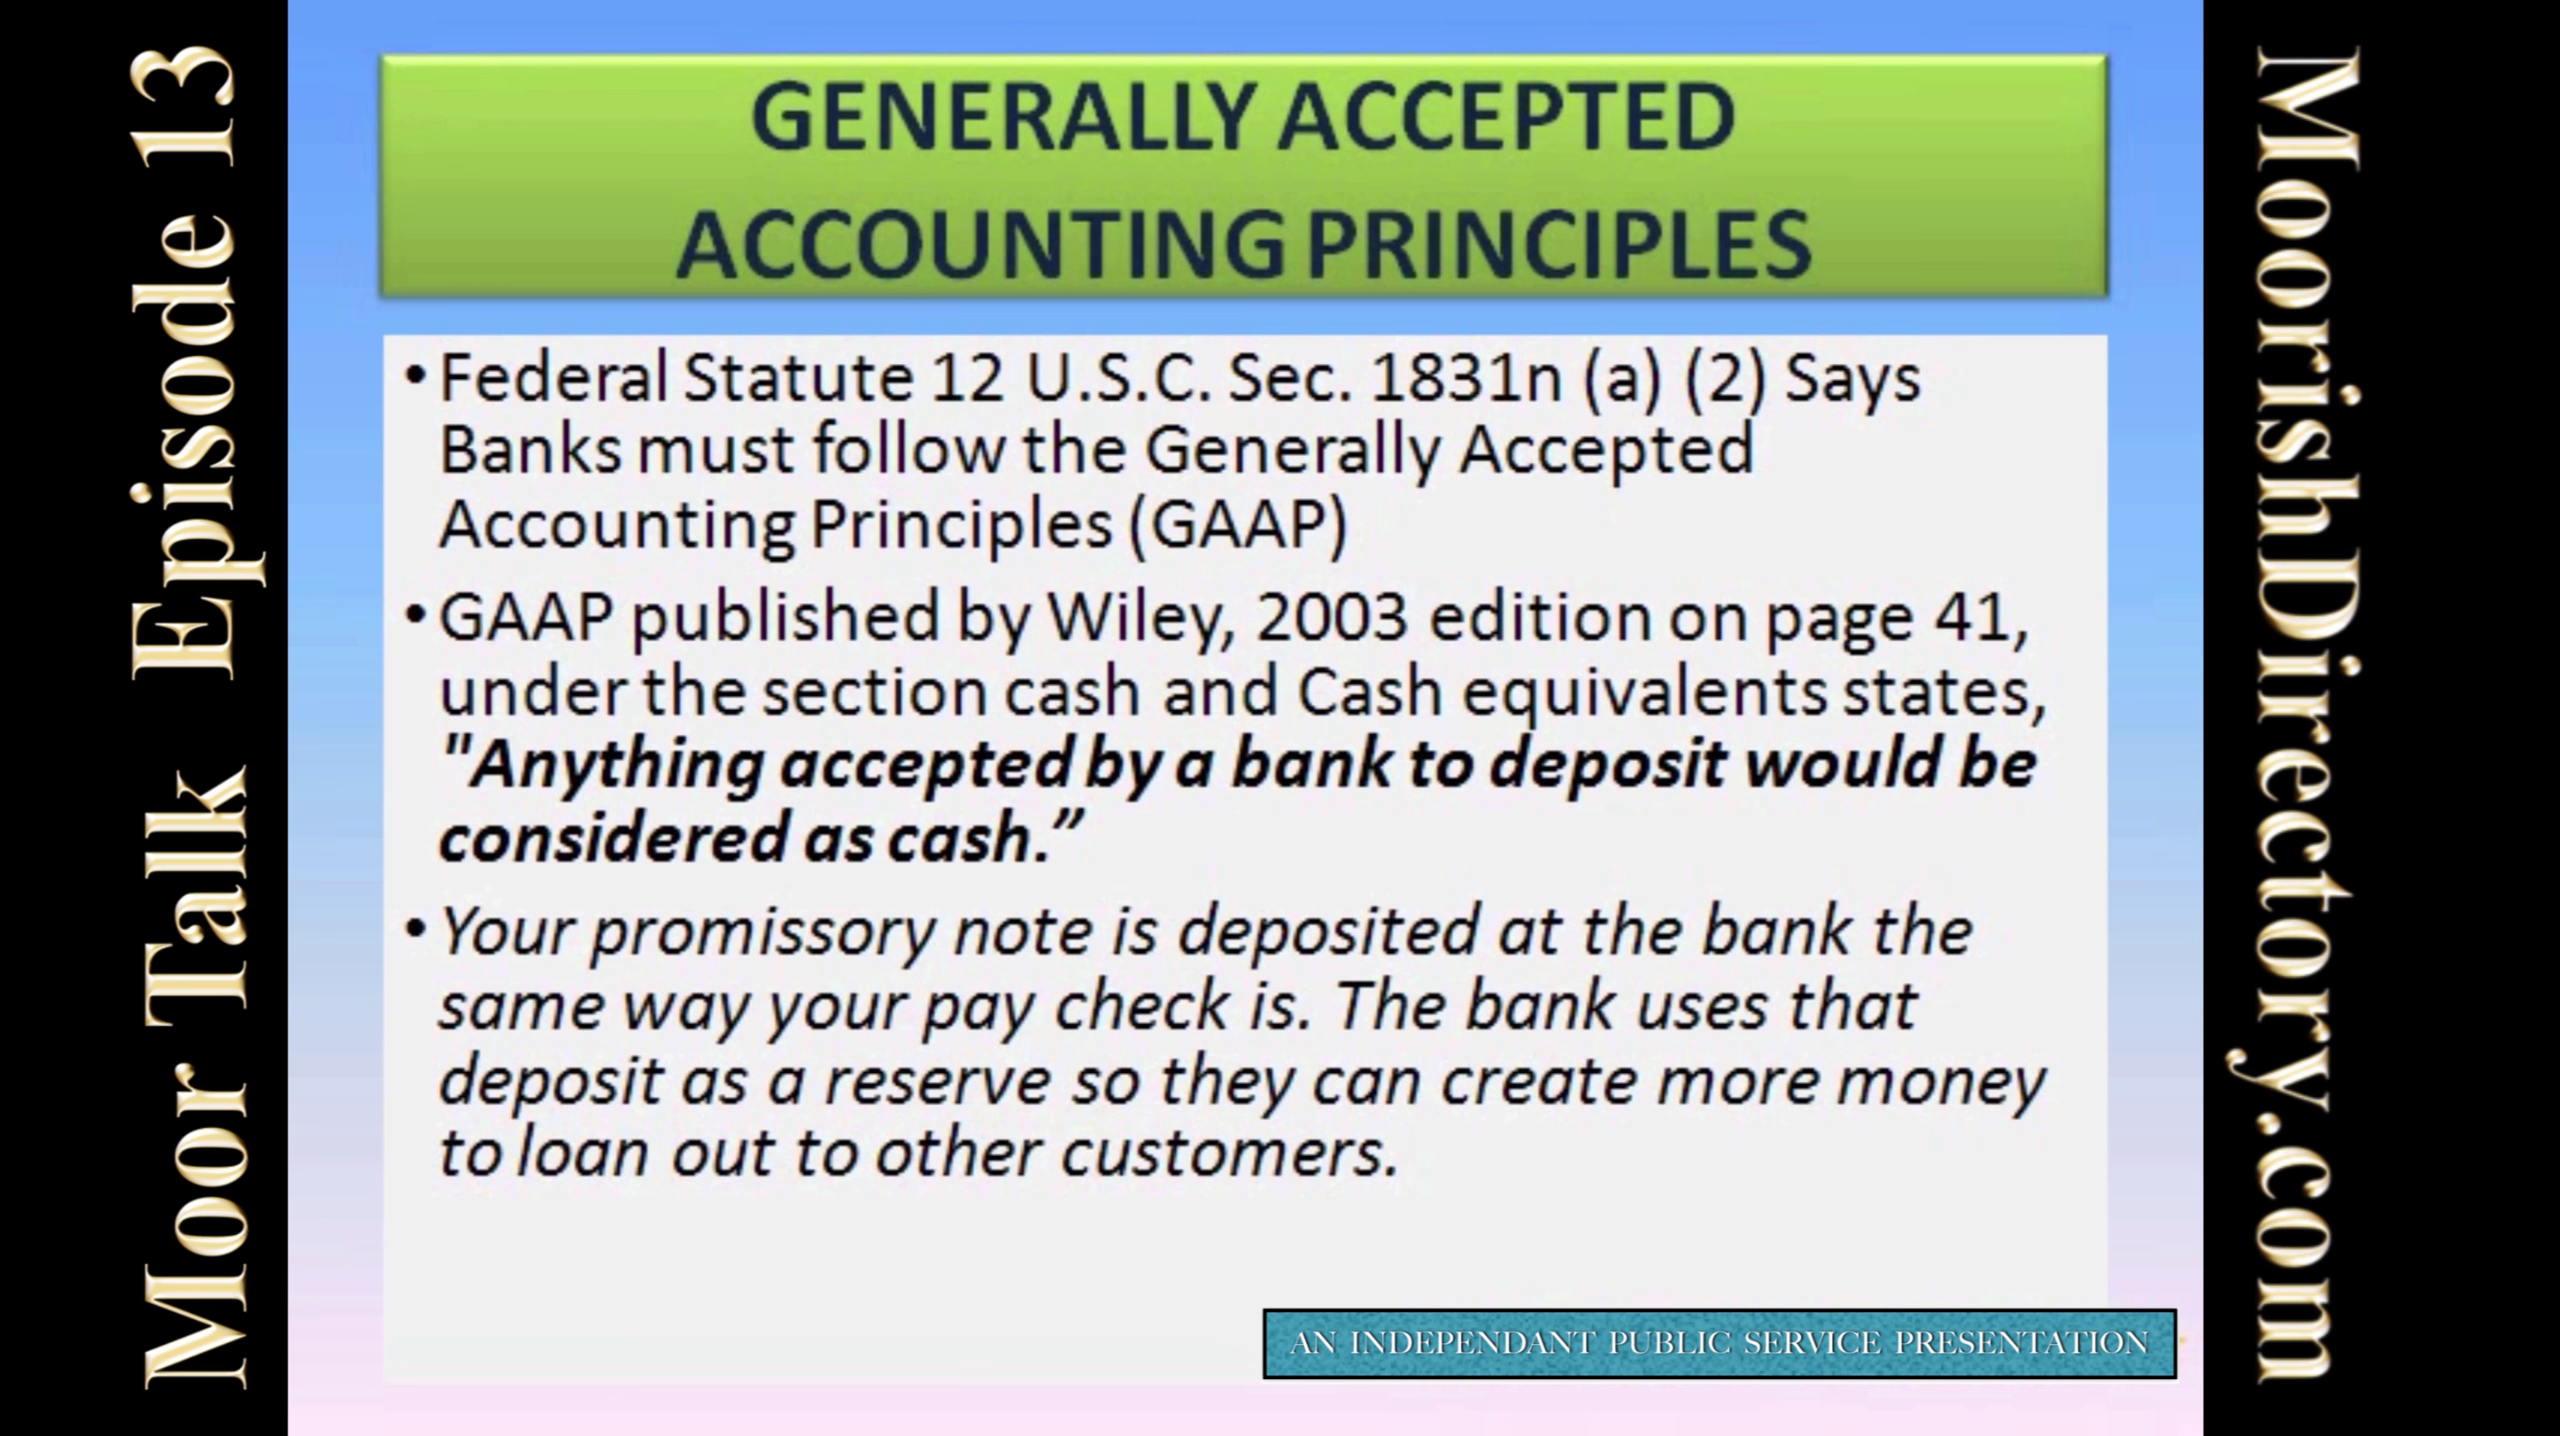 Moor Talk Episode 13
GENERALLY ACCEPTED
ACCOUNTING PRINCIPLES
• Federal Statute 12 U.S.C. Sec. 1831n (a) (2) Says
Banks must follow the Generally Accepted
Accounting Principles (GAAP)
• GAAP published by Wiley, 2003 edition on page 41,
under the section cash and Cash equivalents states,
"Anything accepted by a bank to deposit would be
considered as cash.”
• Your promissory note is deposited at the bank the
same way your pay check is. The bank uses that
deposit as a reserve so they can create more money
to loan out to other customers.
AN INDEPENDANT PUBLIC SERVICE PRESENTATION
MoorishDirectory.com